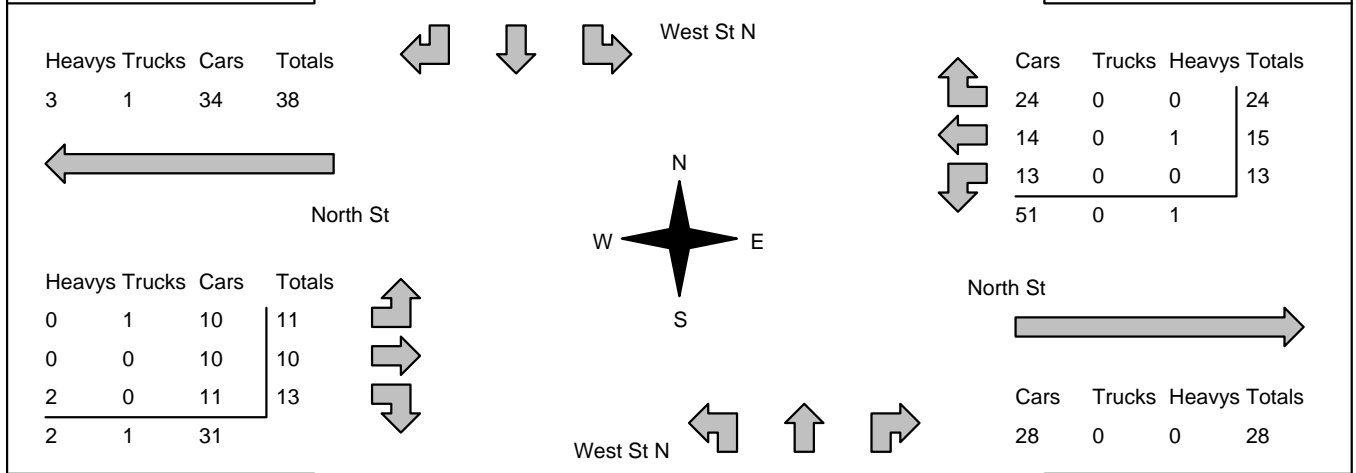 West St N
Heavys Trucks Cars Totals
3 1 34 38
Cars Trucks Heavys Totals
24 0 0 24
14 0 1 15
13 0 0 13
51 0 1
North St
N
W E
S
Heavys Trucks Cars Totals
0 1 10 11
0 0 10 10
2 0 11 13
2 1 31
North St
Cars Trucks Heavys Totals
28 0 0 28
West St N